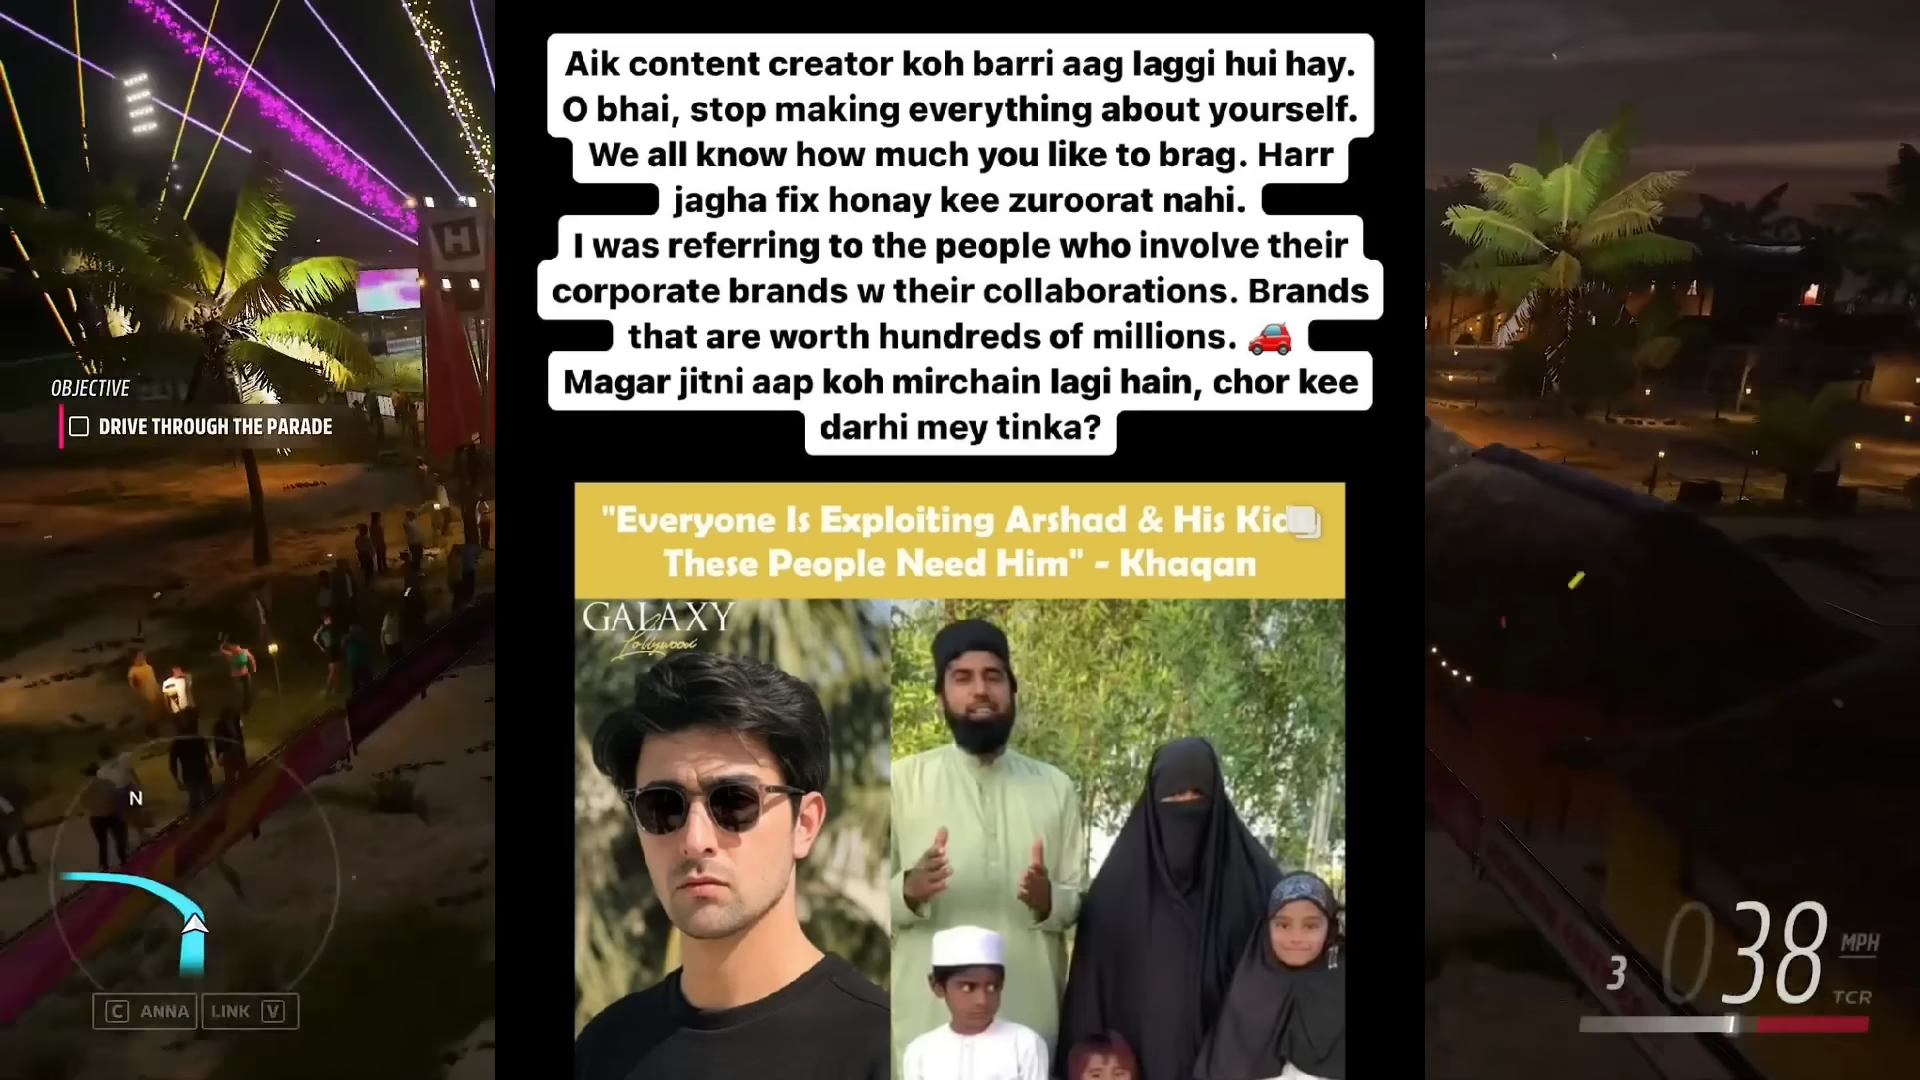 Aik content creator koh barri aag laggi hui hay.
O bhai, stop making everything about yourself.
We all know how much you like to brag. Harr
jagha fix honay kee zuroorat nahi.
I was referring to the people who involve their
corporate brands w their collaborations. Brands
that are worth hundreds of millions. 🚗
Magar jitni aap koh mirchain lagi hain, chor kee
darhi mey tinka?
"Everyone Is Exploiting Arshad & His
These People Need Him" - Khaqan
GALAXY
Lollywood
H
OBJECTIVE
DRIVE THROUGH THE PARADE
N
C ANNA LINK V
3 038 MPH
TCR